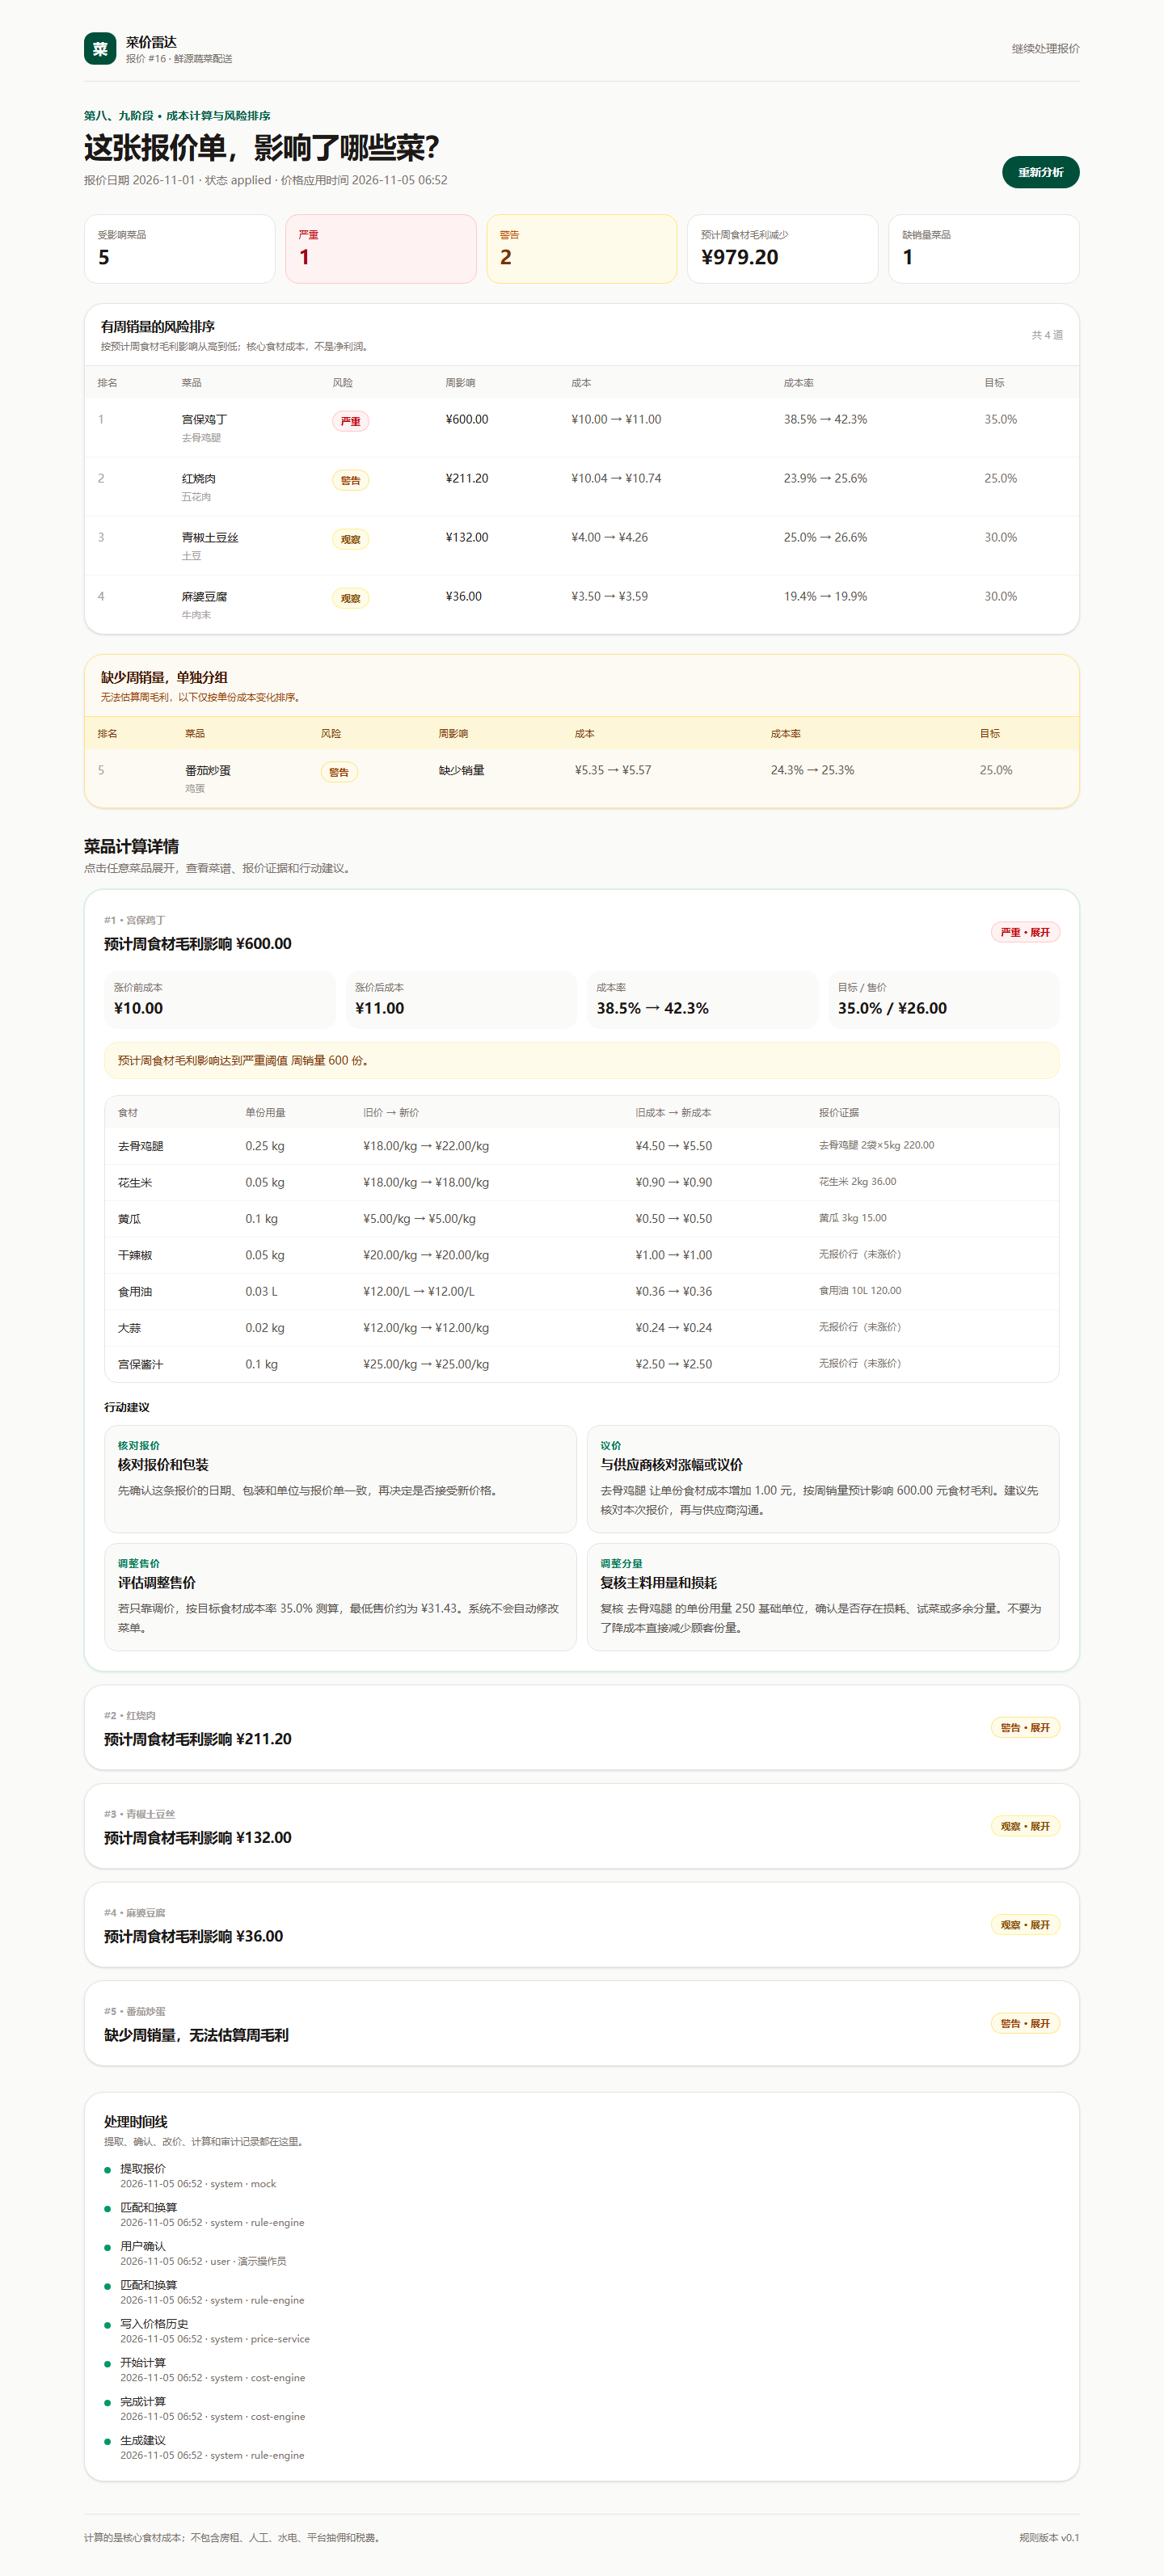 菜
菜价雷达
报价 #16 · 鲜源蔬菜配送
继续处理报价
第八、九阶段 • 成本计算与风险排序
这张报价单，影响了哪些菜？
报价日期 2026-11-01 · 状态 applied · 价格应用时间 2026-11-05 06:52
重新分析
受影响菜品
5
严重
1
警告
2
预计周食材毛利减少
¥979.20
缺销量菜品
1
有周销量的风险排序
按预计周食材毛利影响从高到低；核心食材成本，不是净利润。
共 4 道
排名 菜品 风险 周影响 成本 成本率 目标
1 宫保鸡丁 严重 ¥600.00 ¥10.00 → ¥11.00 38.5% → 42.3% 35.0%
去骨鸡腿
2 红烧肉 警告 ¥211.20 ¥10.04 → ¥10.74 23.9% → 25.6% 25.0%
五花肉
3 青椒土豆丝 观察 ¥132.00 ¥4.00 → ¥4.26 25.0% → 26.6% 30.0%
土豆
4 麻婆豆腐 观察 ¥36.00 ¥3.50 → ¥3.59 19.4% → 19.9% 30.0%
牛肉末
缺少周销量，单独分组
无法估算周毛利，以下仅按单份成本变化排序。
排名 菜品 风险 周影响 成本 成本率 目标
5 番茄炒蛋 警告 缺少销量 ¥5.35 → ¥5.57 24.3% → 25.3% 25.0%
鸡蛋
菜品计算详情
点击任意菜品展开，查看菜谱、报价证据和行动建议。
#1 • 宫保鸡丁
预计周食材毛利影响 ¥600.00
严重 • 展开
涨价前成本
¥10.00
涨价后成本
¥11.00
成本率
38.5% → 42.3%
目标 / 售价
35.0% / ¥26.00
预计周食材毛利影响达到严重阈值 周销量 600 份。
食材 单份用量 旧价 → 新价 旧成本 → 新成本 报价证据
去骨鸡腿 0.25 kg ¥18.00/kg → ¥22.00/kg ¥4.50 → ¥5.50 去骨鸡腿 2袋×5kg 220.00
花生米 0.05 kg ¥18.00/kg → ¥18.00/kg ¥0.90 → ¥0.90 花生米 2kg 36.00
黄瓜 0.1 kg ¥5.00/kg → ¥5.00/kg ¥0.50 → ¥0.50 黄瓜 3kg 15.00
干辣椒 0.05 kg ¥20.00/kg → ¥20.00/kg ¥1.00 → ¥1.00 无报价行（未涨价）
食用油 0.03 L ¥12.00/L → ¥12.00/L ¥0.36 → ¥0.36 食用油 10L 120.00
大蒜 0.02 kg ¥12.00/kg → ¥12.00/kg ¥0.24 → ¥0.24 无报价行（未涨价）
宫保酱汁 0.1 kg ¥25.00/kg → ¥25.00/kg ¥2.50 → ¥2.50 无报价行（未涨价）
行动建议
核对报价
核对报价和包装
先确认这条报价的日期、包装和单位与报价单一致，再决定是否接受新价格。
议价
与供应商核对涨幅或议价
去骨鸡腿 让单份食材成本增加 1.00 元，按周销量预计影响 600.00 元食材毛利。建议先
核对本次报价，再与供应商沟通。
调整售价
评估调整售价
若只靠调价，按目标食材成本率 35.0% 测算，最低售价约为 ¥31.43。系统不会自动修改
菜单。
调整分量
复核主料用量和损耗
复核 去骨鸡腿 的单份用量 250 基础单位，确认是否存在损耗、试菜或多余分量。不要为
了降成本直接减少顾客份量。
#2 • 红烧肉
预计周食材毛利影响 ¥211.20
警告 • 展开
#3 • 青椒土豆丝
预计周食材毛利影响 ¥132.00
观察 • 展开
#4 • 麻婆豆腐
预计周食材毛利影响 ¥36.00
观察 • 展开
#5 • 番茄炒蛋
缺少周销量，无法估算周毛利
警告 • 展开
处理时间线
提取、确认、改价、计算和审计记录都在这里。
提取报价
2026-11-05 06:52 · system · mock
匹配和换算
2026-11-05 06:52 · system · rule-engine
用户确认
2026-11-05 06:52 · user · 演示操作员
匹配和换算
2026-11-05 06:52 · system · rule-engine
写入价格历史
2026-11-05 06:52 · system · price-service
开始计算
2026-11-05 06:52 · system · cost-engine
完成计算
2026-11-05 06:52 · system · cost-engine
生成建议
2026-11-05 06:52 · system · rule-engine
计算的是核心食材成本；不包含房租、人工、水电、平台抽佣和税费。
规则版本 v0.1